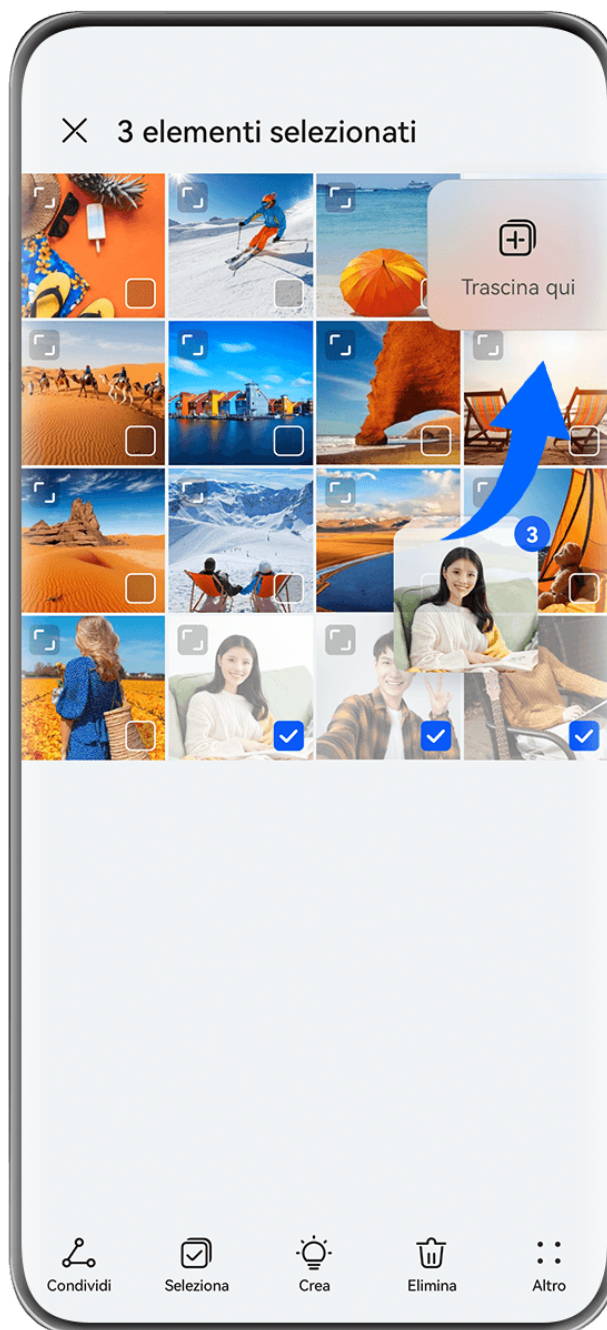 3 elementi selezionati
Trascina qui
3
Condividi
Seleziona
Crea
Elimina
Altro